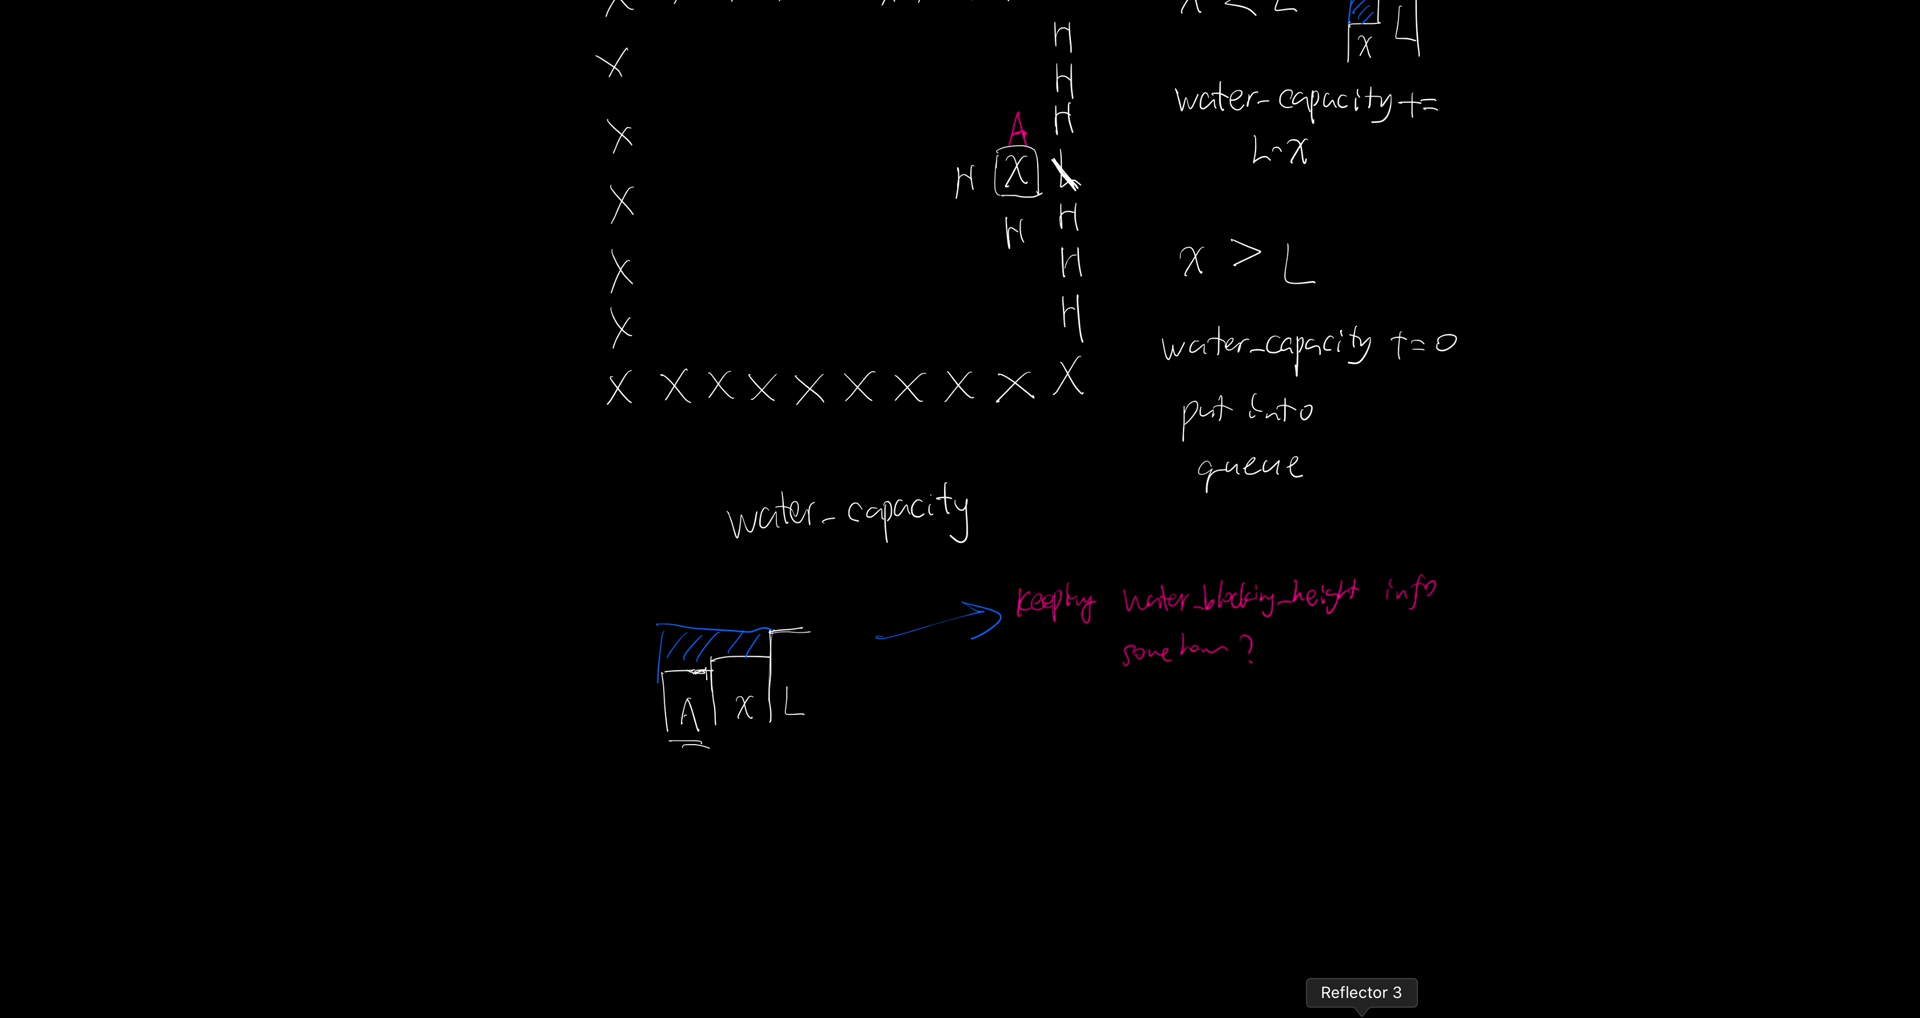 X < L
X H
X L
H
X water-capacity +=
A H
X L-x
H X L
X H
H
X H x > L
X H
water_capacity += 0
X X X X X X X X X X
put into
queue
water-capacity
Keeping water_blocking_height info
somehow ?
A X L
Reflector 3